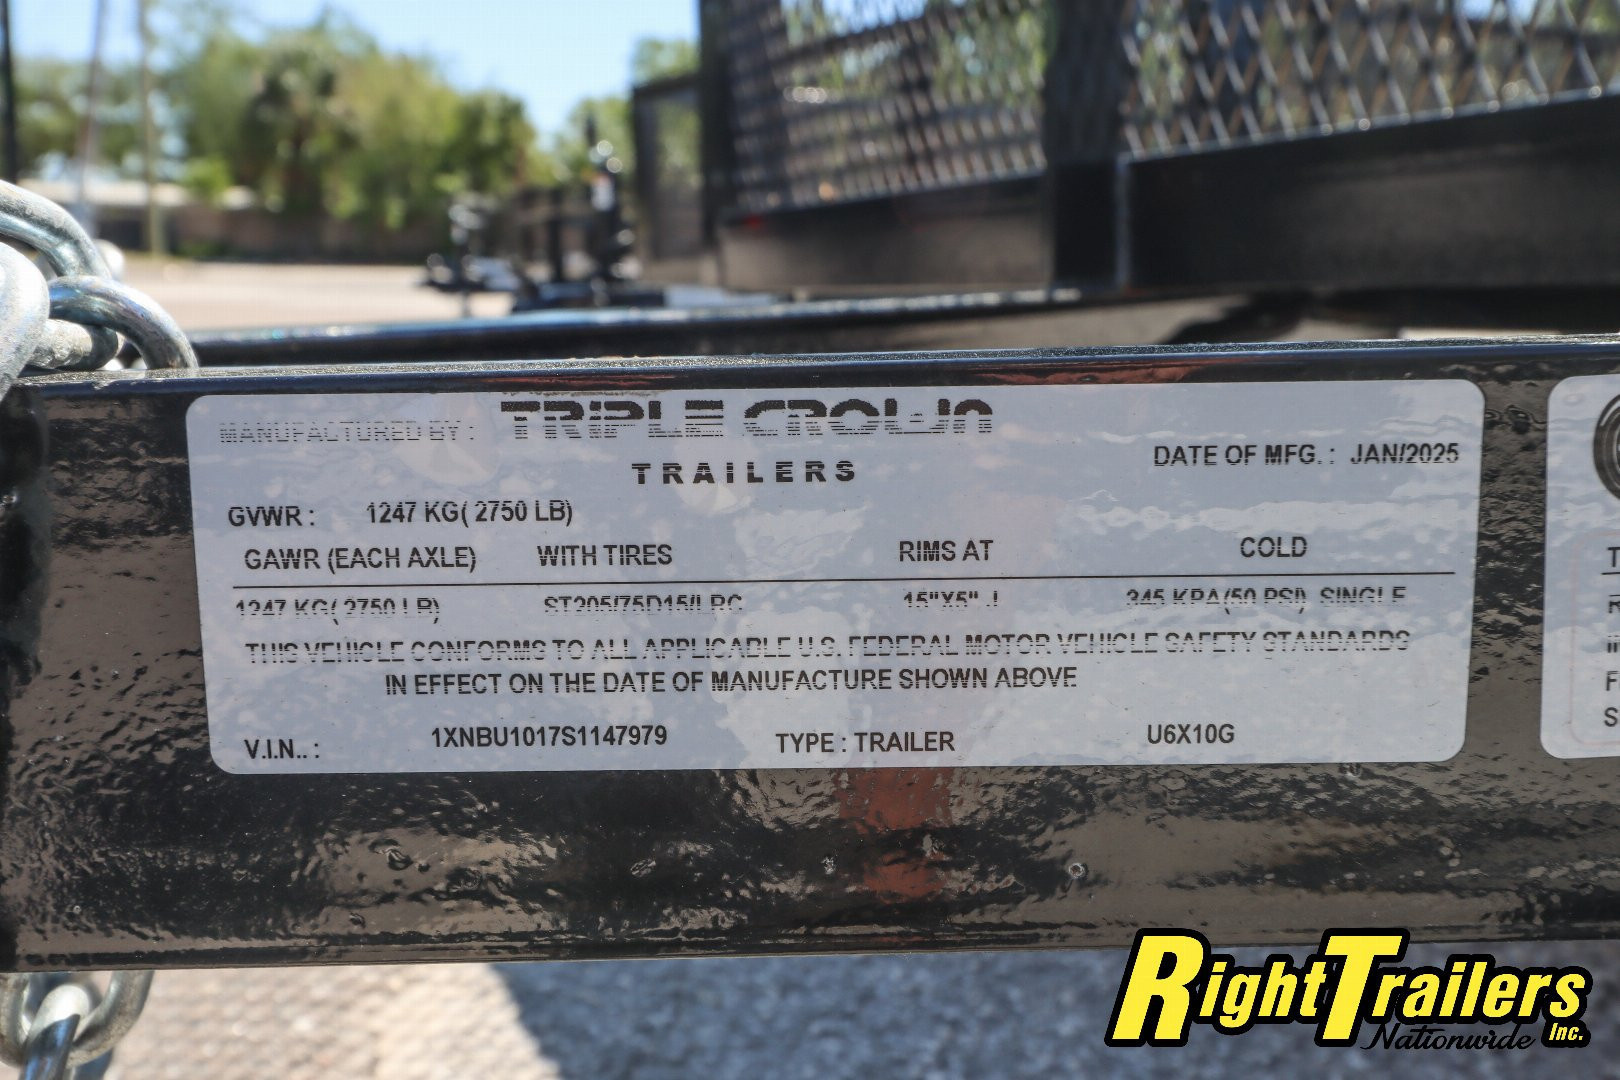 MANUFACTURED BY : TRIPLE CROWN
TRAILERS
DATE OF MFG. : JAN/2025
GVWR : 1247 KG( 2750 LB)
GAWR (EACH AXLE) WITH TIRES RIMS AT COLD
1247 KG( 2750 LB) ST205/75D15/LRC 15"X5" J 345 KPA(50 PSI) SINGLE
THIS VEHICLE CONFORMS TO ALL APPLICABLE U.S. FEDERAL MOTOR VEHICLE SAFETY STANDARDS
IN EFFECT ON THE DATE OF MANUFACTURE SHOWN ABOVE
V.I.N.. : 1XNBU1017S1147979 TYPE : TRAILER U6X10G
RightTrailers
Nationwide Inc.